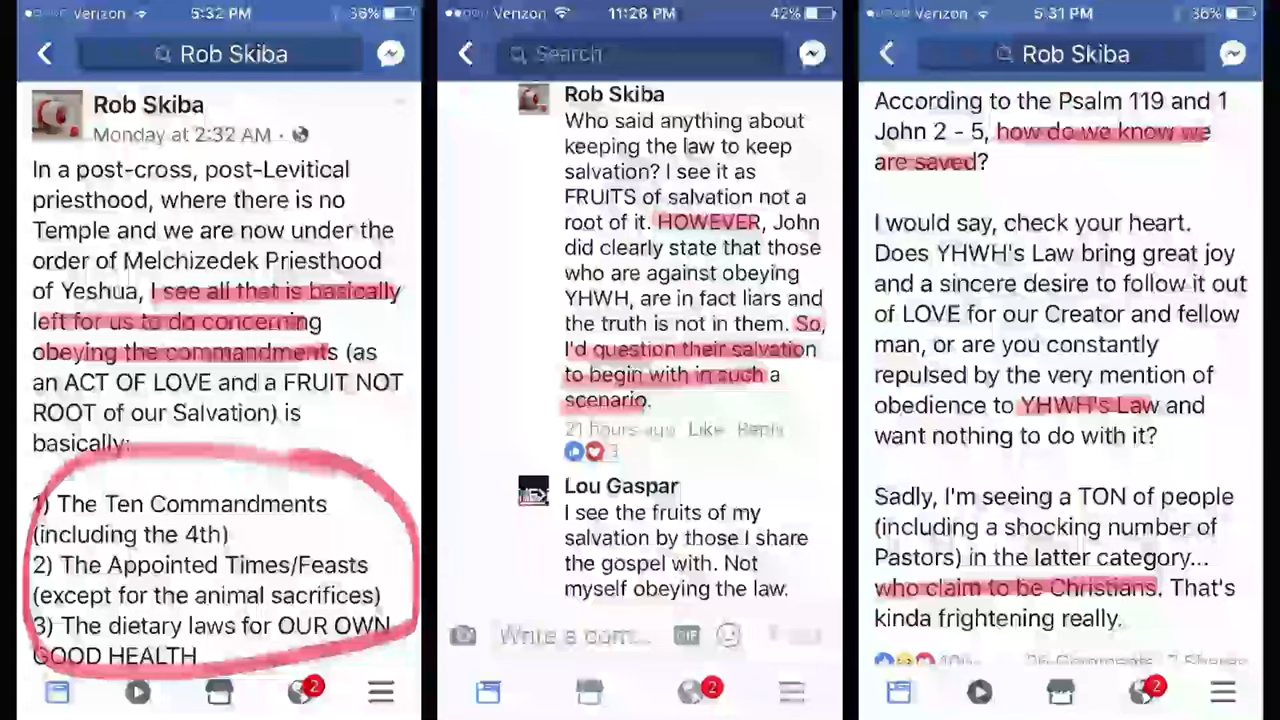 Verizon 5:32 PM 36%
Rob Skiba
Rob Skiba
Monday at 2:32 AM ·
In a post-cross, post-Levitical
priesthood, where there is no
Temple and we are now under the
order of Melchizedek Priesthood
of Yeshua, I see all that is basically
left for us to do concerning
obeying the commandments (as
an ACT OF LOVE and a FRUIT NOT
ROOT of our Salvation) is
basically:
1) The Ten Commandments
(including the 4th)
2) The Appointed Times/Feasts
(except for the animal sacrifices)
3) The dietary laws for OUR OWN
GOOD HEALTH
2
Verizon 11:28 PM 42%
Search
Rob Skiba
Who said anything about
keeping the law to keep
salvation? I see it as
FRUITS of salvation not a
root of it. HOWEVER, John
did clearly state that those
who are against obeying
YHWH, are in fact liars and
the truth is not in them. So,
I'd question their salvation
to begin with in such a
scenario.
21 hours ago Like Reply
3
Lou Gaspar
I see the fruits of my
salvation by those I share
the gospel with. Not
myself obeying the law.
Write a com... GIF
2
Verizon 5:31 PM 36%
Rob Skiba
According to the Psalm 119 and 1
John 2 - 5, how do we know we
are saved?
I would say, check your heart.
Does YHWH's Law bring great joy
and a sincere desire to follow it out
of LOVE for our Creator and fellow
man, or are you constantly
repulsed by the very mention of
obedience to YHWH's Law and
want nothing to do with it?
Sadly, I'm seeing a TON of people
(including a shocking number of
Pastors) in the latter category...
who claim to be Christians. That's
kinda frightening really.
Comments Shares
2